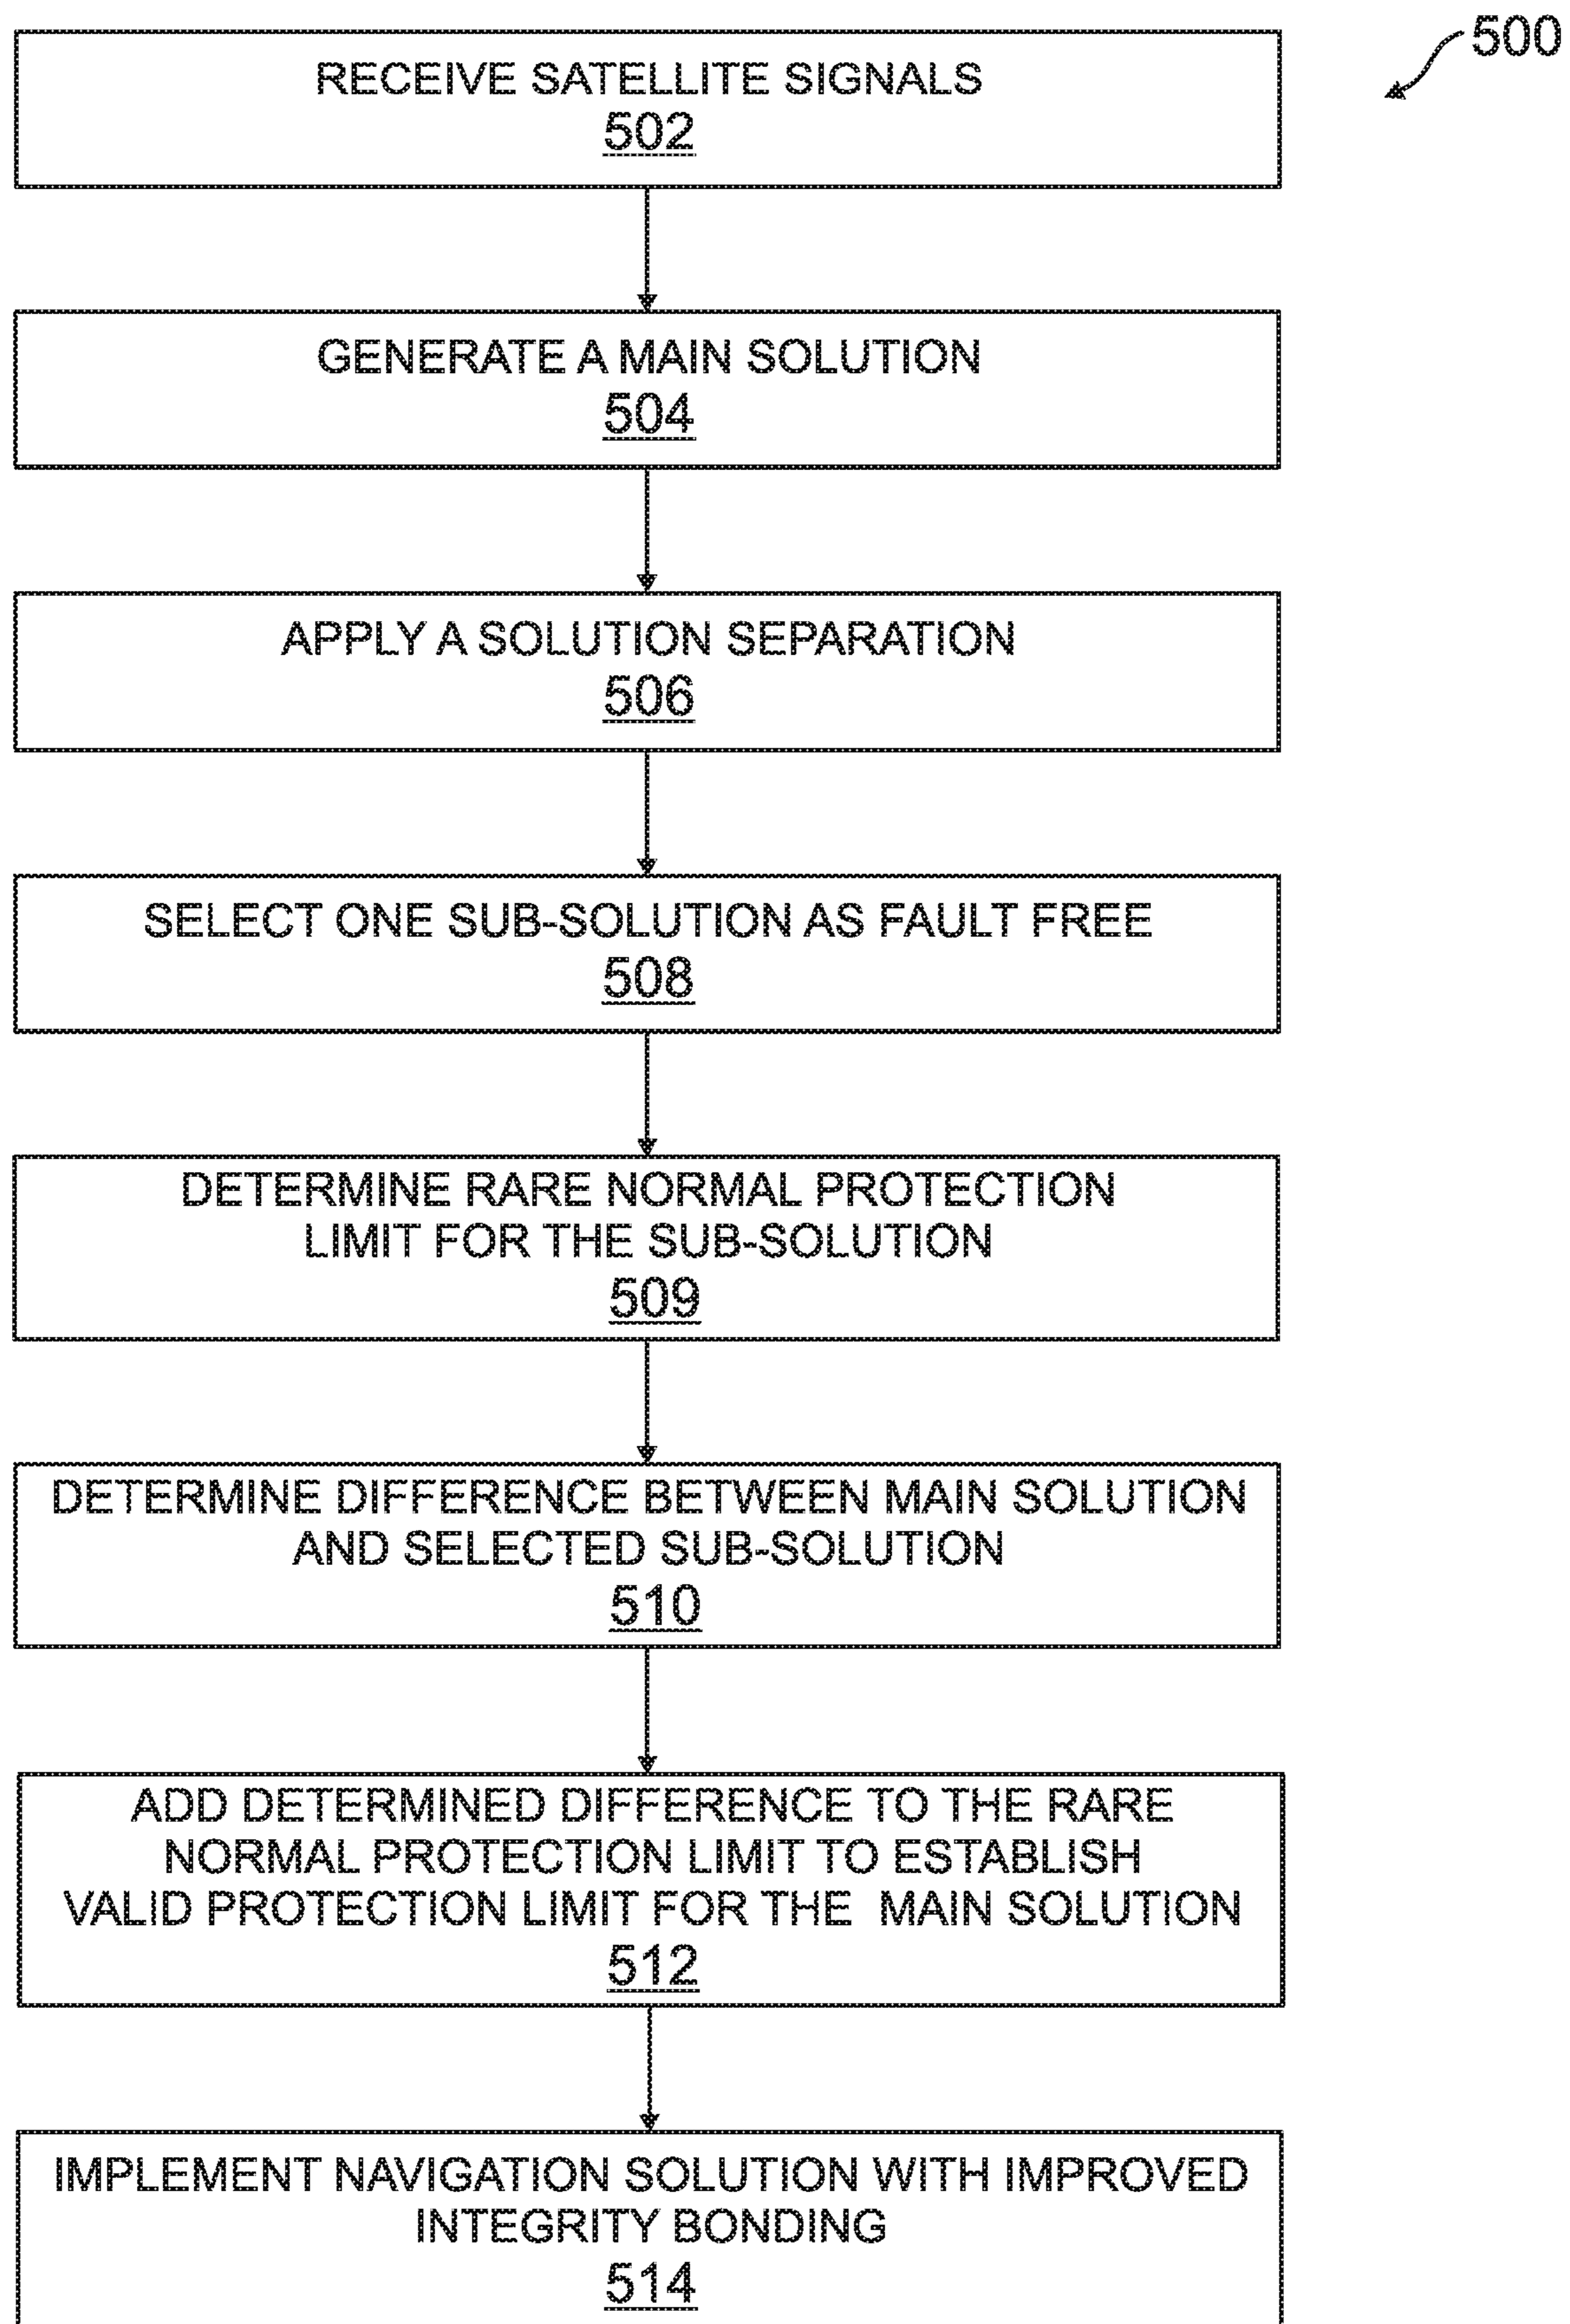 500
RECEIVE SATELLITE SIGNALS
502
GENERATE A MAIN SOLUTION
504
APPLY A SOLUTION SEPARATION
506
SELECT ONE SUB-SOLUTION AS FAULT FREE
508
DETERMINE RARE NORMAL PROTECTION
LIMIT FOR THE SUB-SOLUTION
509
DETERMINE DIFFERENCE BETWEEN MAIN SOLUTION
AND SELECTED SUB-SOLUTION
510
ADD DETERMINED DIFFERENCE TO THE RARE
NORMAL PROTECTION LIMIT TO ESTABLISH
VALID PROTECTION LIMIT FOR THE MAIN SOLUTION
512
IMPLEMENT NAVIGATION SOLUTION WITH IMPROVED
INTEGRITY BONDING
514